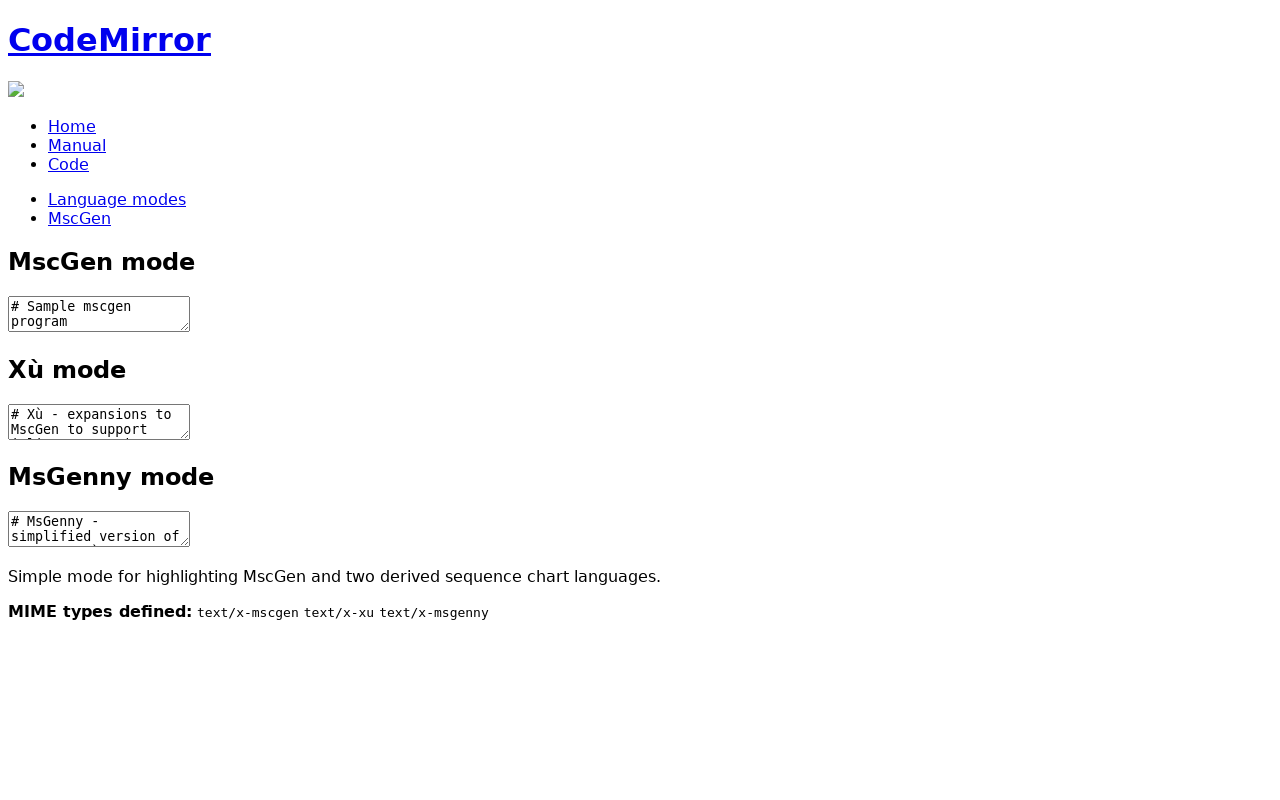 CodeMirror
Home
Manual
Code
Language modes
MscGen
MscGen mode
# Sample mscgen
program
Xù mode
# Xù - expansions to
MscGen to support
MsGenny mode
# MsGenny -
simplified version of
Simple mode for highlighting MscGen and two derived sequence chart languages.
MIME types defined: text/x-mscgen text/x-xu text/x-msgenny